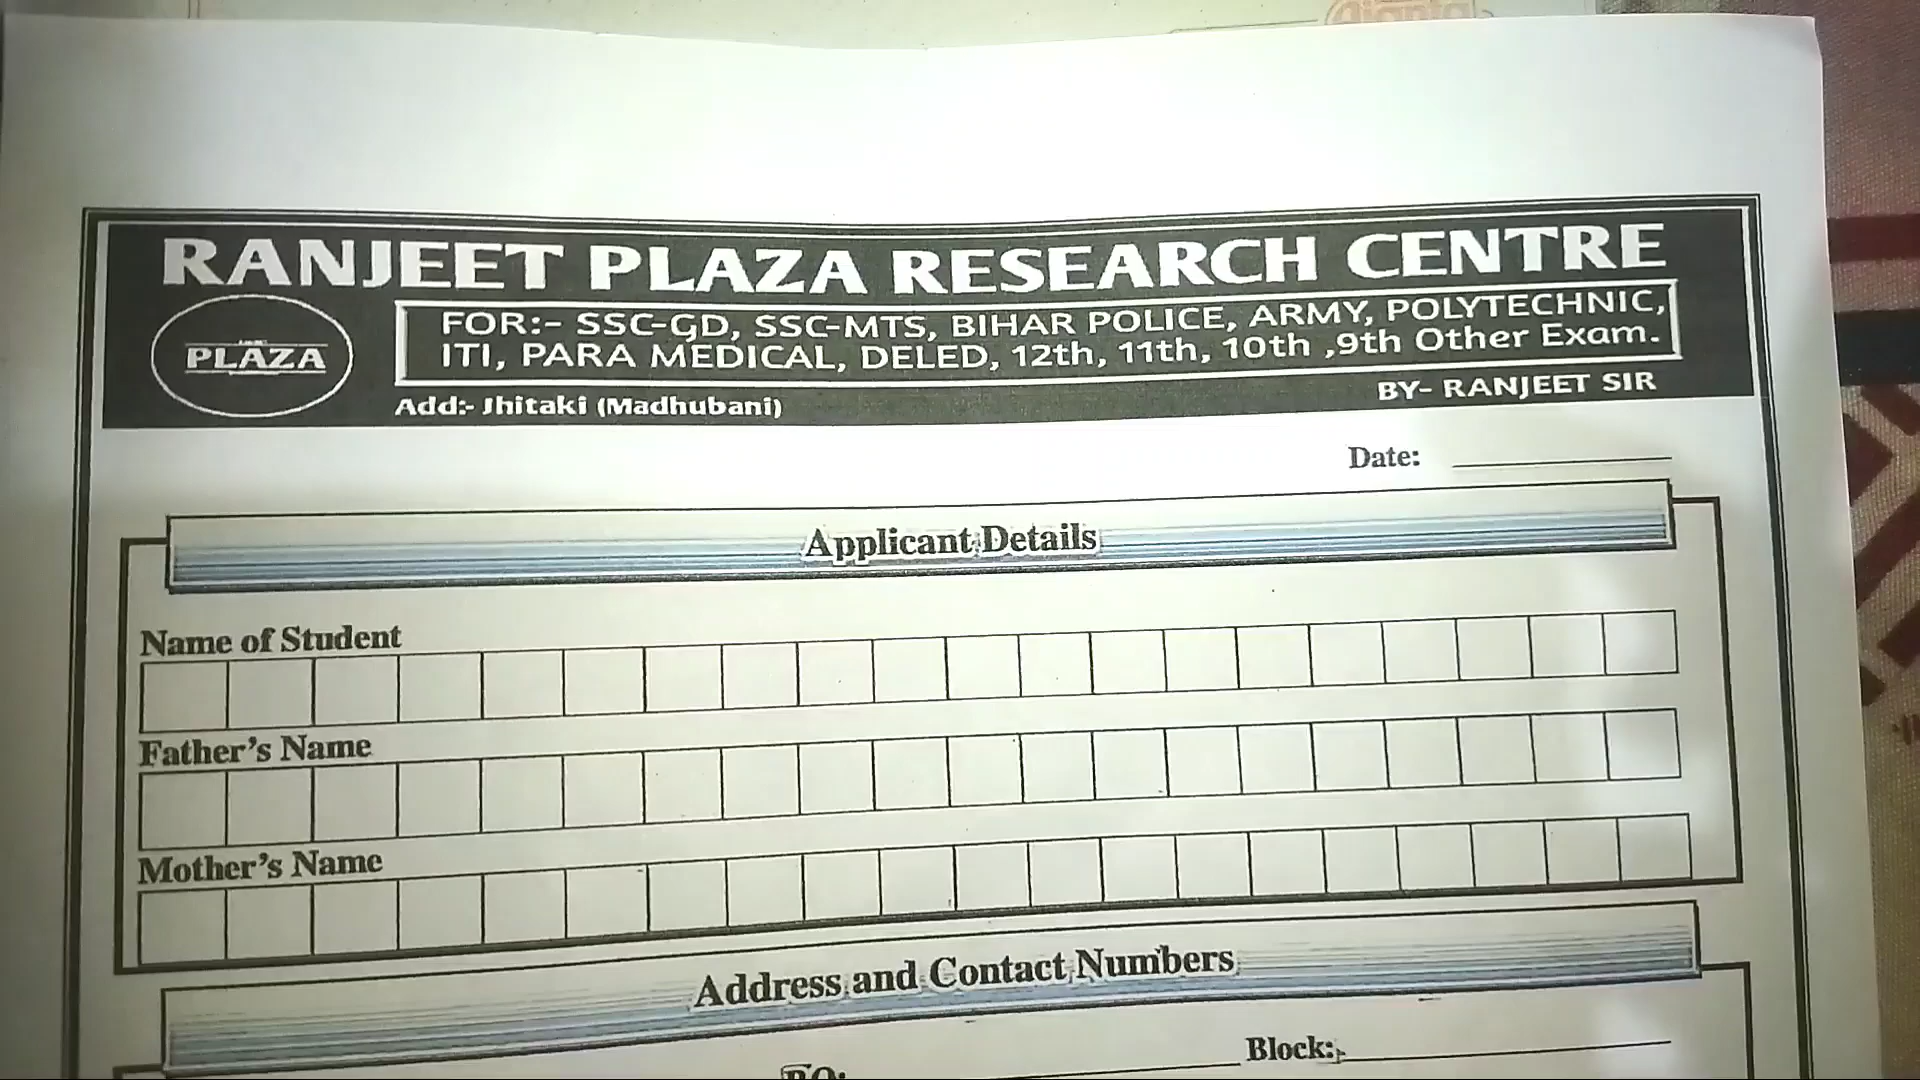 RANJEET PLAZA RESEARCH CENTRE
PLAZA
FOR:- SSC-GD, SSC-MTS, BIHAR POLICE, ARMY, POLYTECHNIC,
ITI, PARA MEDICAL, DELED, 12th, 11th, 10th ,9th Other Exam.
Add:- Jhitaki (Madhubani)
BY- RANJEET SIR
Date:
Applicant Details
Name of Student
Father's Name
Mother's Name
Address and Contact Numbers
Block: